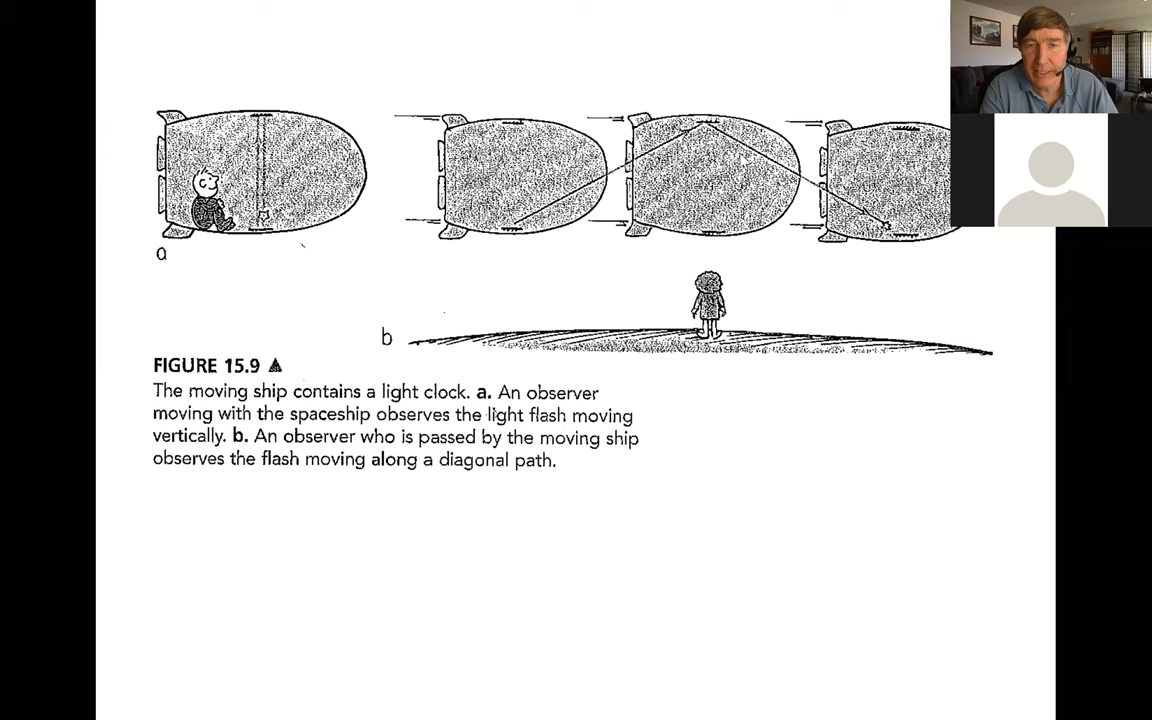 a
b
FIGURE 15.9 ▲
The moving ship contains a light clock. a. An observer
moving with the spaceship observes the light flash moving
vertically. b. An observer who is passed by the moving ship
observes the flash moving along a diagonal path.